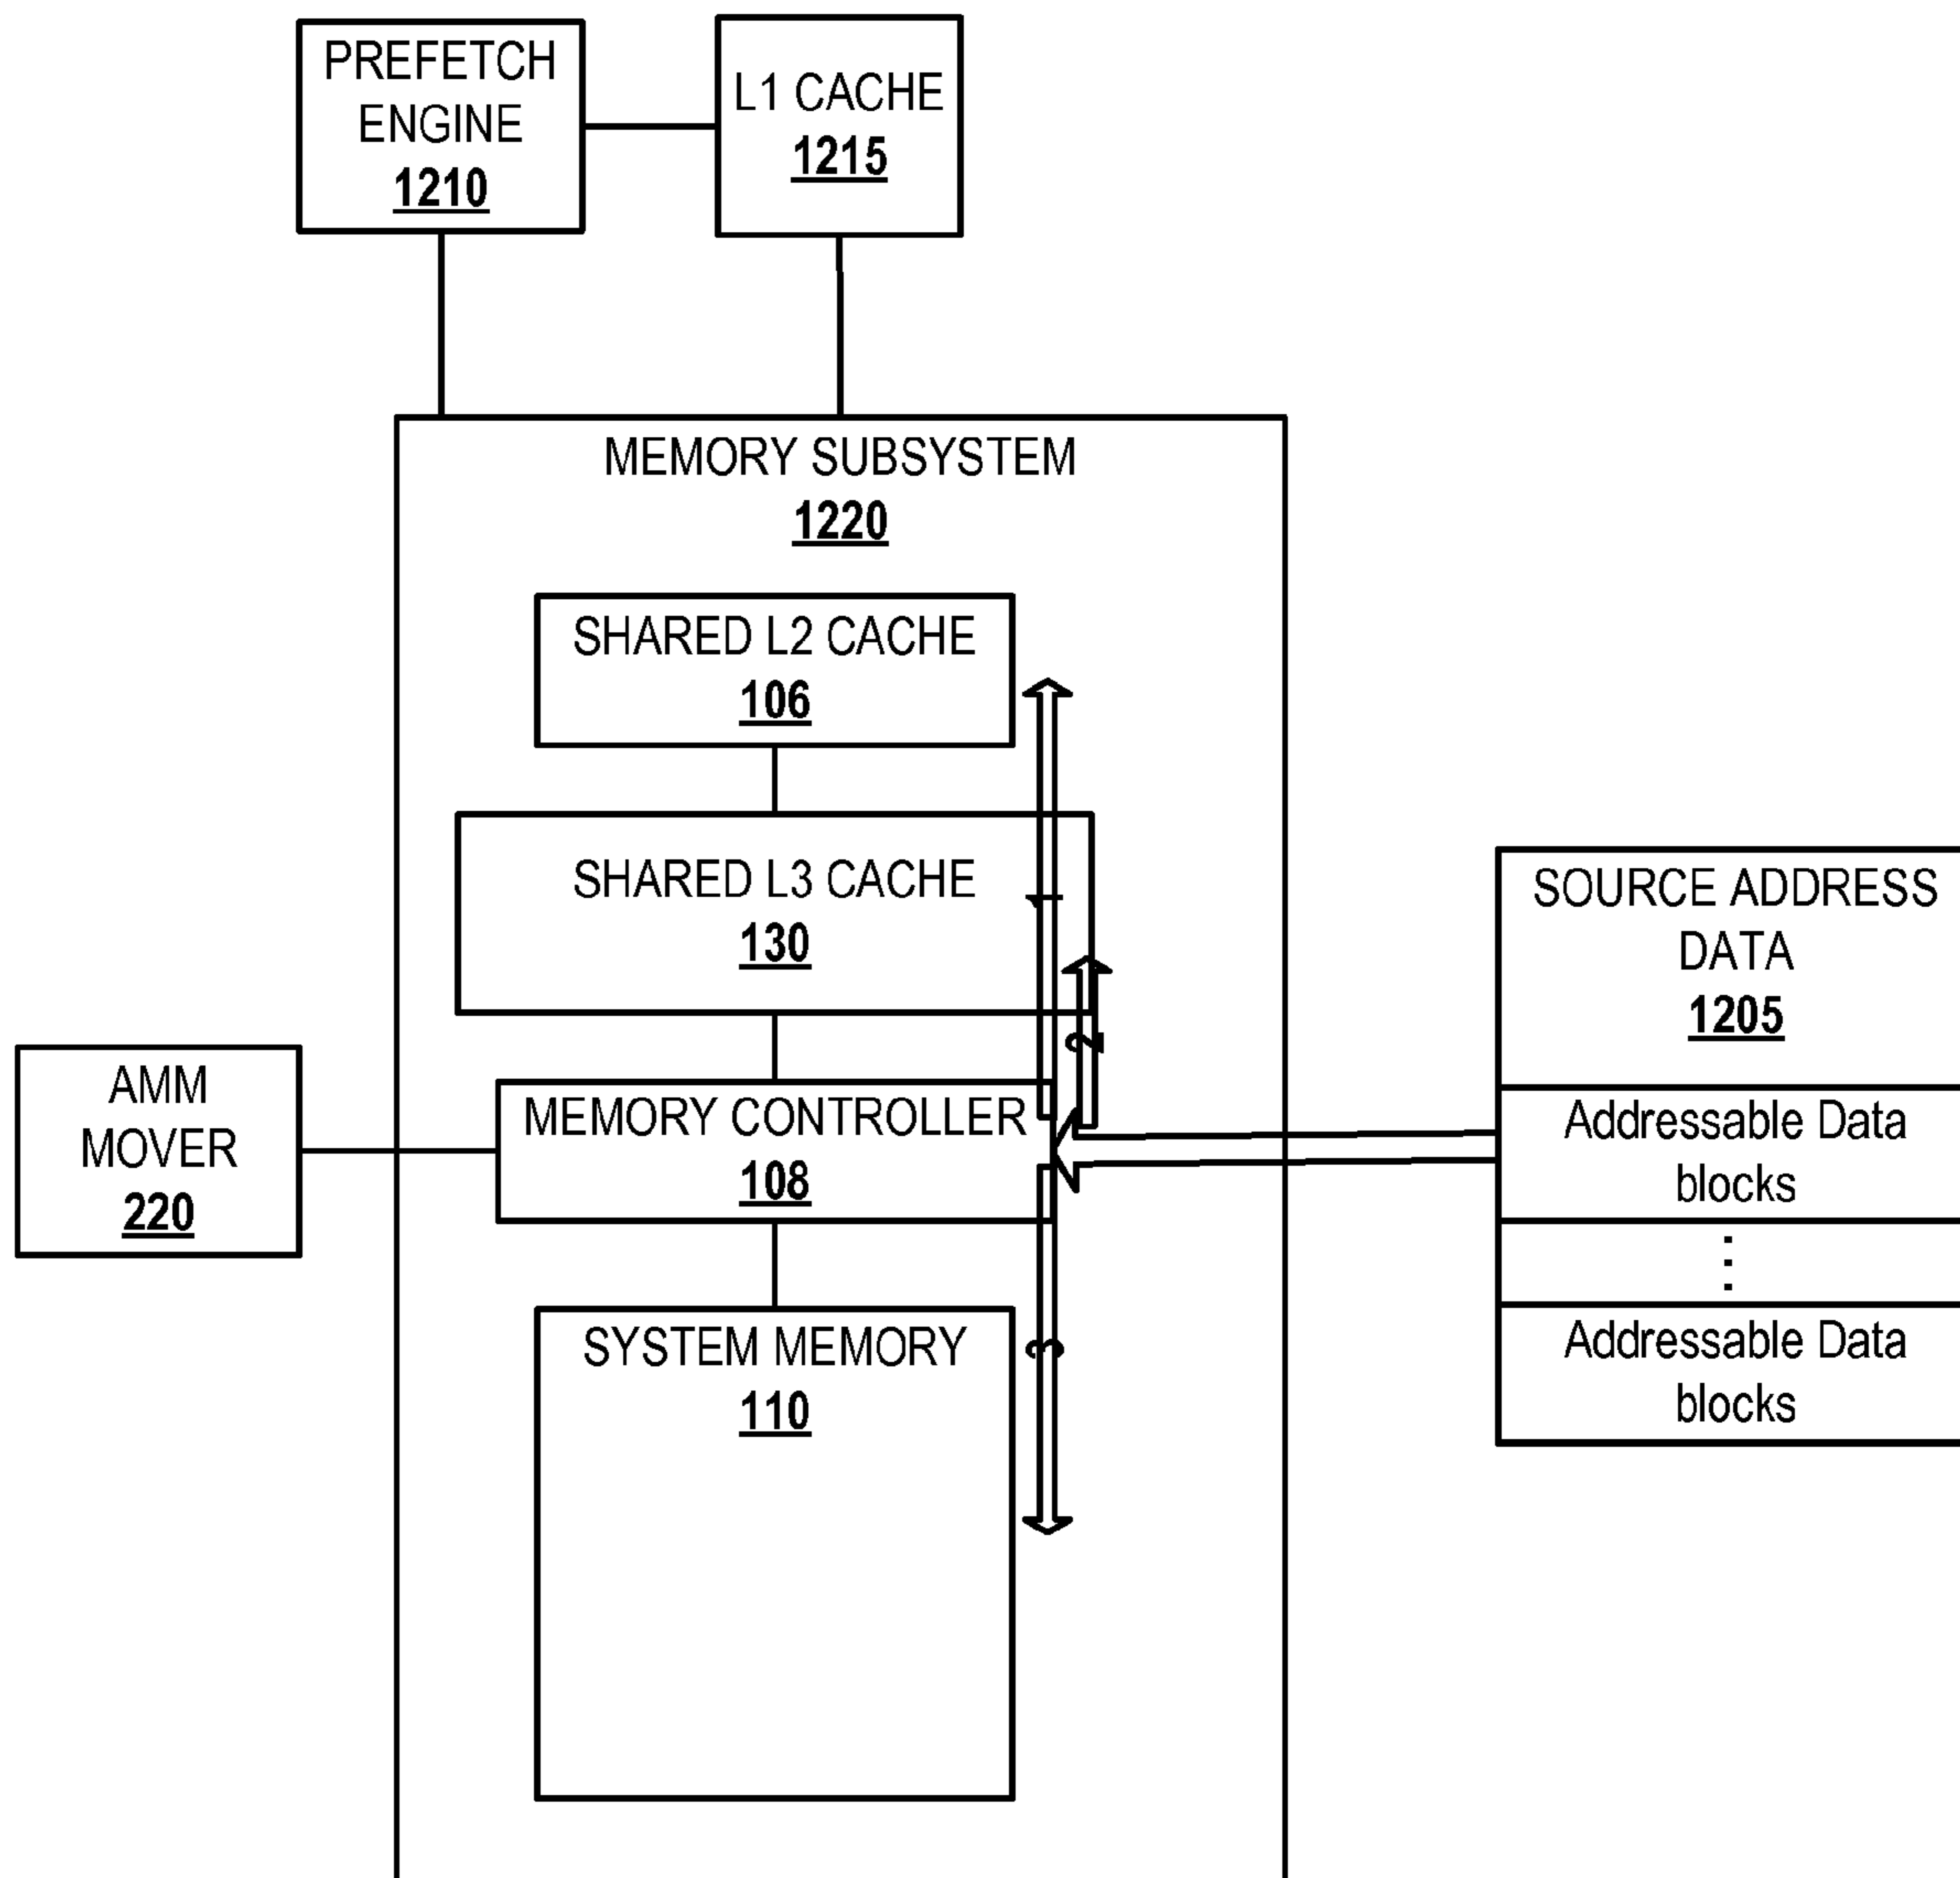 PREFETCH
ENGINE
1210
L1 CACHE
1215
MEMORY SUBSYSTEM
1220
SHARED L2 CACHE
106
SHARED L3 CACHE
130
1
2
MEMORY CONTROLLER
108
AMM
MOVER
220
SYSTEM MEMORY
110
3
SOURCE ADDRESS
DATA
1205
Addressable Data
blocks
⋮
Addressable Data
blocks